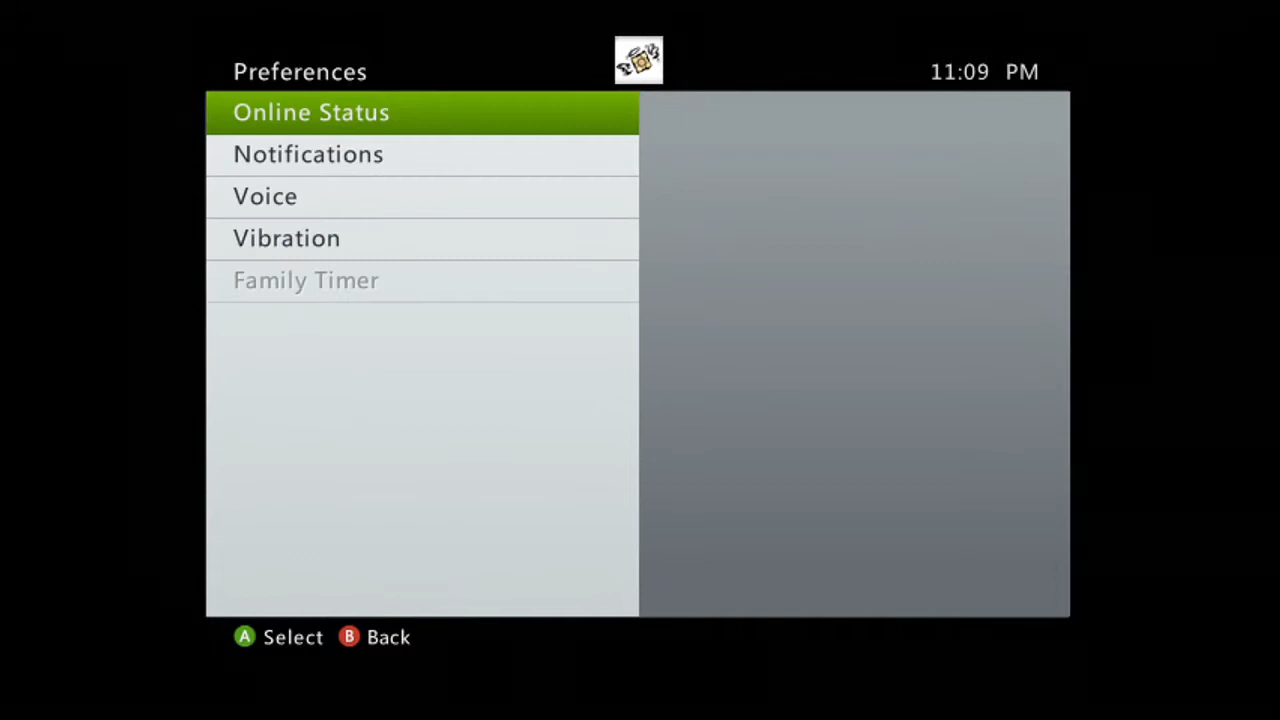 Preferences
11:09 PM
Online Status
Notifications
Voice
Vibration
Family Timer
A Select B Back